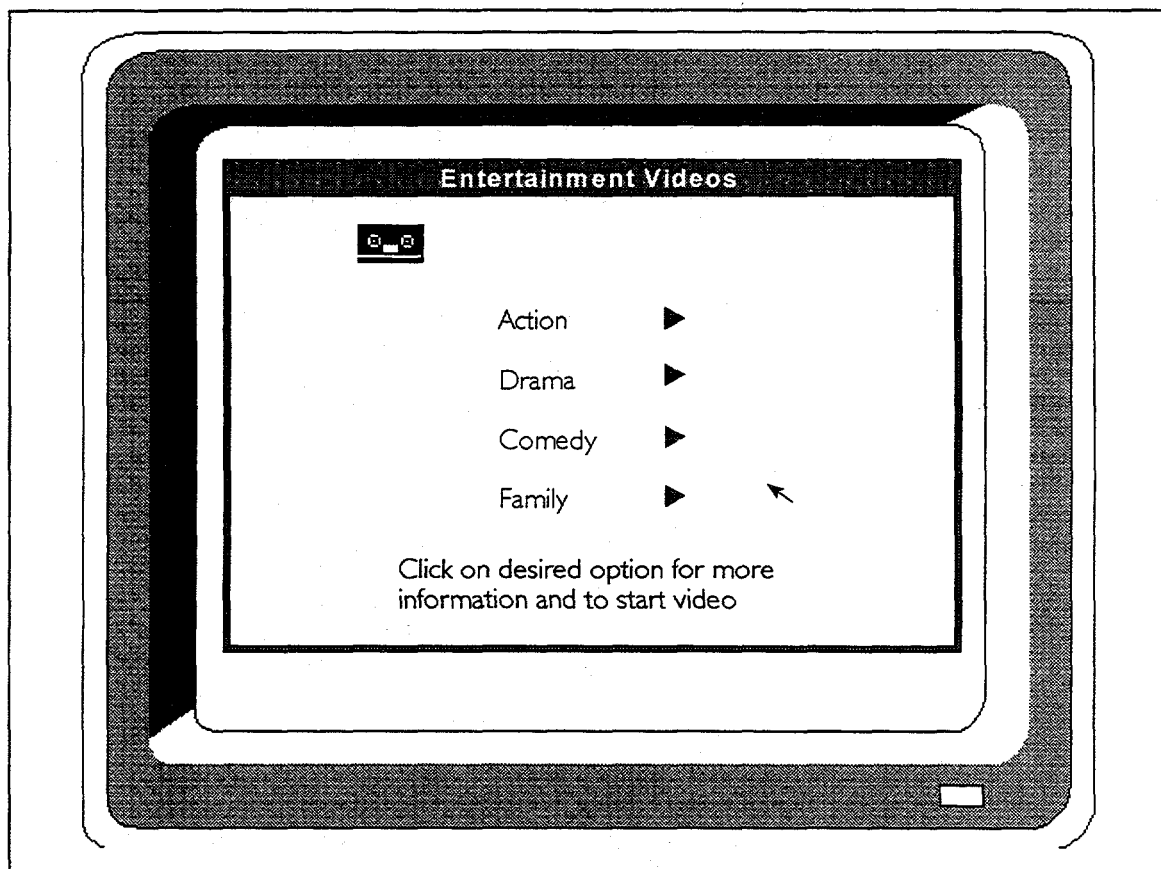 Entertainment Videos
Action
Drama
Comedy
Family
Click on desired option for more
information and to start video